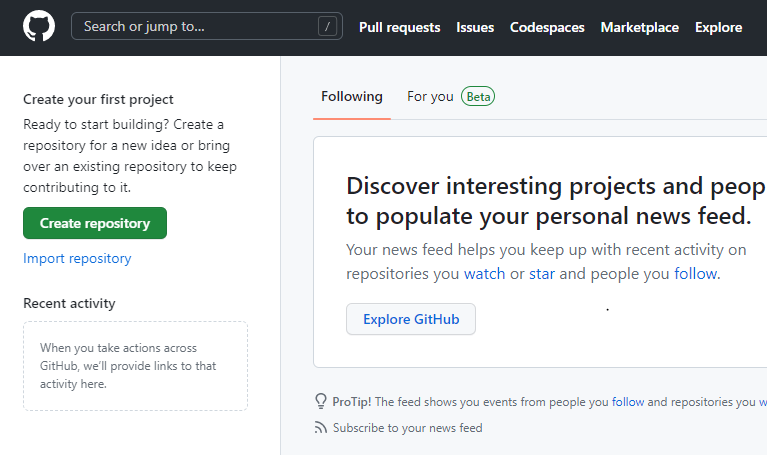 Search or jump to... /
Pull requests Issues Codespaces Marketplace Explore
Create your first project
Ready to start building? Create a
repository for a new idea or bring
over an existing repository to keep
contributing to it.
Create repository
Import repository
Recent activity
When you take actions across
GitHub, we'll provide links to that
activity here.
Following For you Beta
Discover interesting projects and peop
to populate your personal news feed.
Your news feed helps you keep up with recent activity on
repositories you watch or star and people you follow.
Explore GitHub
ProTip! The feed shows you events from people you follow and repositories you w
Subscribe to your news feed